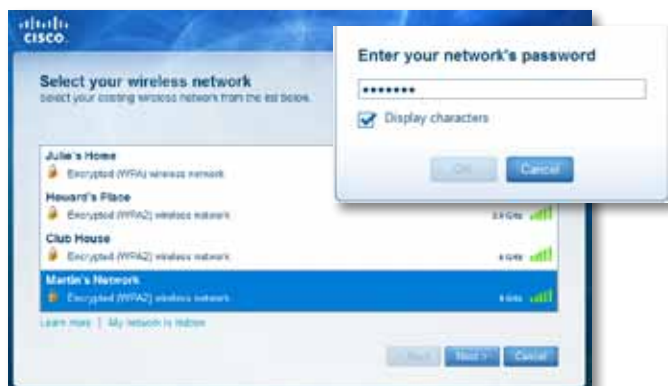 CISCO
Select your wireless network
Select your existing wireless network from the list below.
Julie's Home
Encrypted (WPA) wireless network
Howard's Place
Encrypted (WPA2) wireless network
Club House
Encrypted (WPA2) wireless network
Martin's Network
Encrypted (WPA2) wireless network
Learn more | My network is hidden
Next > Cancel
Enter your network's password
•••••••
Display characters
OK Cancel